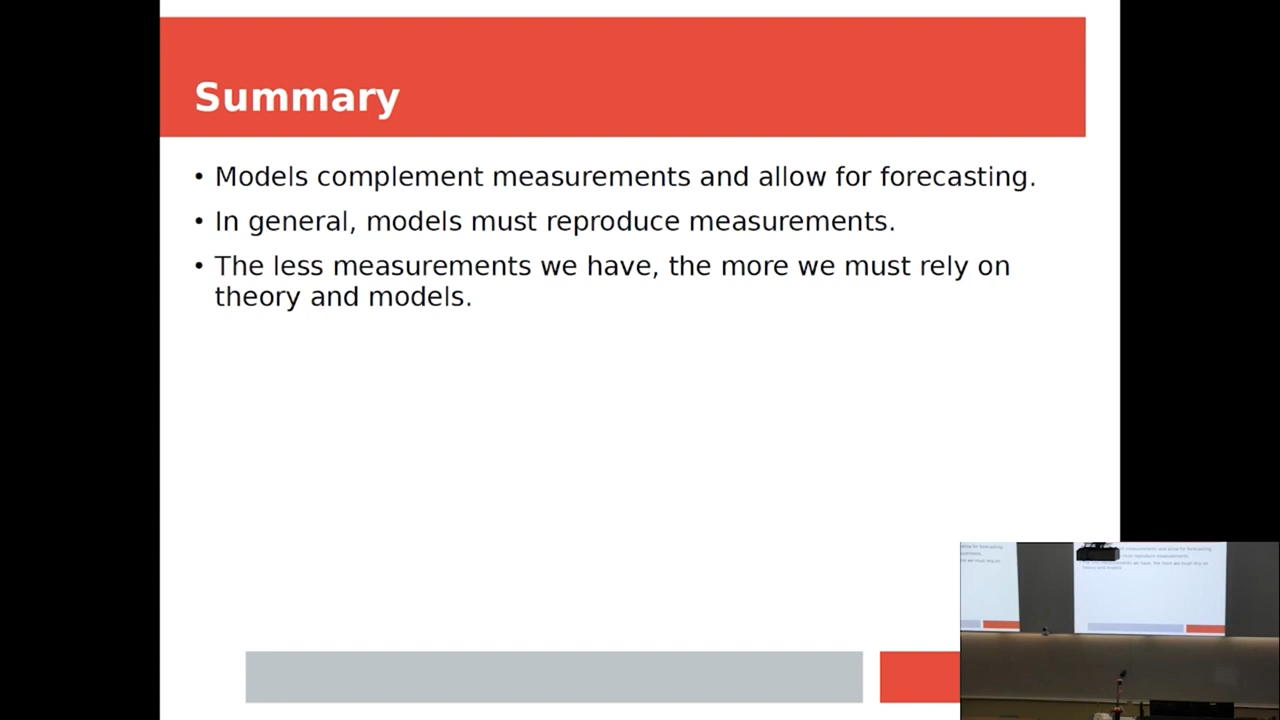 Summary
• Models complement measurements and allow for forecasting.
• In general, models must reproduce measurements.
• The less measurements we have, the more we must rely on
theory and models.